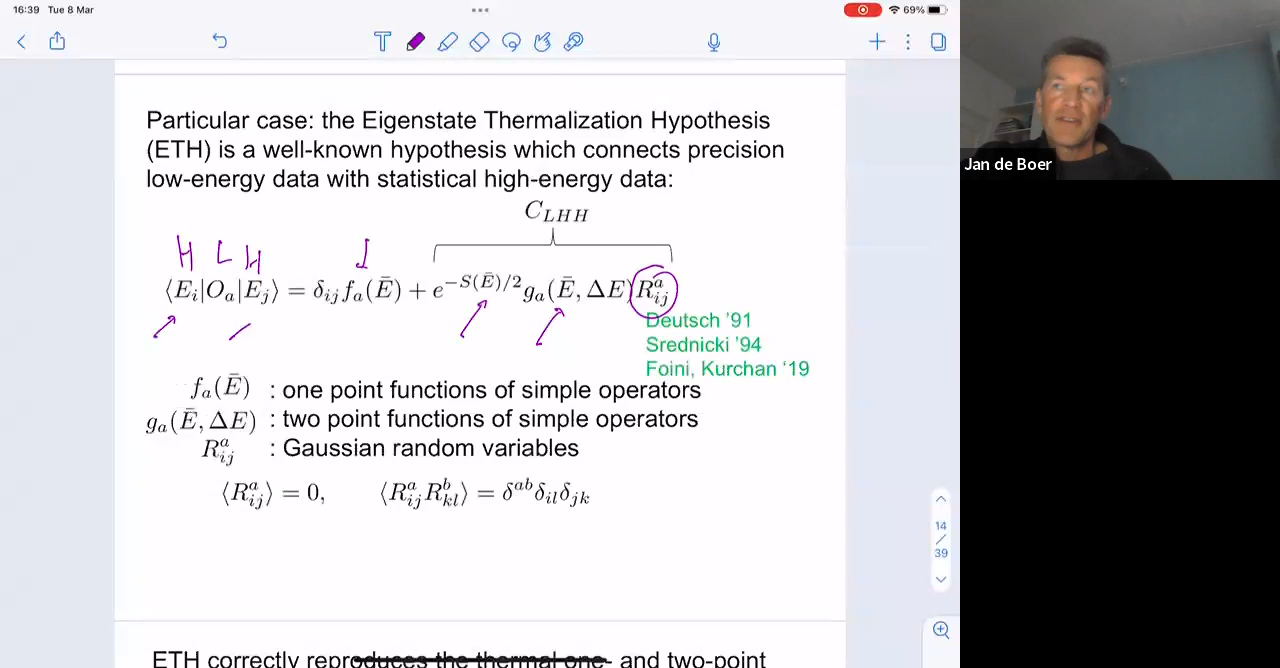 16:39 Tue 8 Mar
69%
Particular case: the Eigenstate Thermalization Hypothesis
(ETH) is a well-known hypothesis which connects precision
low-energy data with statistical high-energy data:
C_{LHH}
H L H
⟨E_i|O_a|E_j⟩ = δ_{ij} f_a(Ē) + e^{-S(Ē)/2} g_a(Ē, ΔE) R^a_{ij}
Deutsch '91
Srednicki '94
Foini, Kurchan '19
f_a(Ē) : one point functions of simple operators
g_a(Ē, ΔE) : two point functions of simple operators
R^a_{ij} : Gaussian random variables
⟨R^a_{ij}⟩ = 0, ⟨R^a_{ij} R^b_{kl}⟩ = δ^{ab} δ_{il} δ_{jk}
14
/
39
ETH correctly reproduces the thermal one- and two-point
Jan de Boer